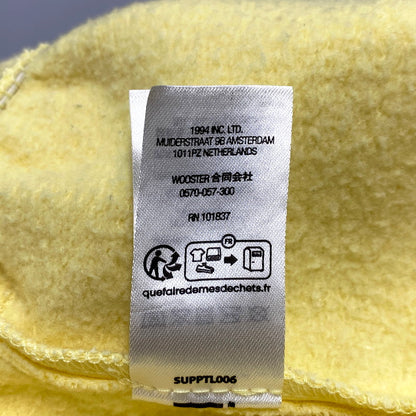 1994 INC. LTD.
MUIDERSTRAAT 9B AMSTERDAM
1011PZ NETHERLANDS
WOOSTER 合同会社
0570-057-300
RN 101837
FR
quefairedemesdechets.fr
SUPPTL006